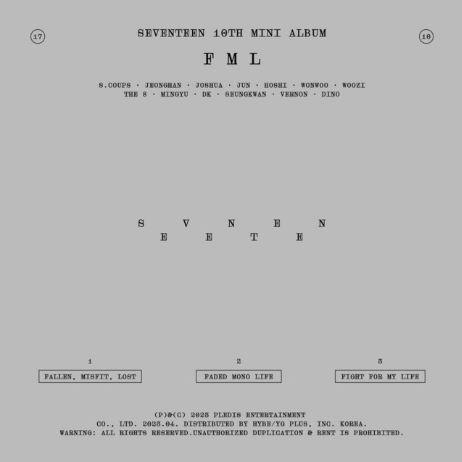 17
SEVENTEEN 10TH MINI ALBUM
18
F M L
S.COUPS · JEONGHAN · JOSHUA · JUN · HOSHI · WONWOO · WOOZI
THE 8 · MINGYU · DK · SEUNGKWAN · VERNON · DINO
S V N E N
E E T E
1
2
3
FALLEN, MISFIT, LOST
FADED MONO LIFE
FIGHT FOR MY LIFE
(P)&(C) 2023 PLEDIS ENTERTAINMENT
CO., LTD. 2023.04. DISTRIBUTED BY HYBE/YG PLUS, INC. KOREA.
WARNING: ALL RIGHTS RESERVED.UNAUTHORIZED DUPLICATION & RENT IS PROHIBITED.